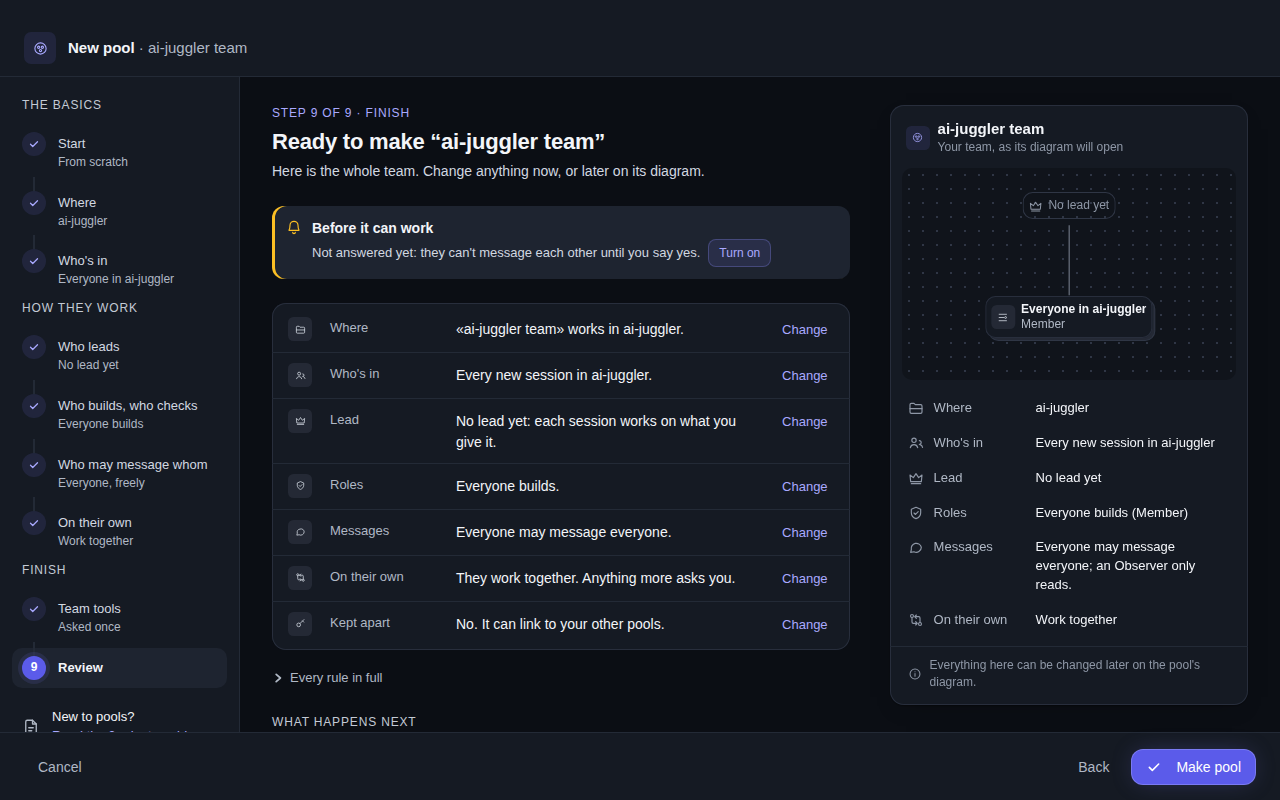 New pool · ai-juggler team
THE BASICS
Start
From scratch
Where
ai-juggler
Who's in
Everyone in ai-juggler
HOW THEY WORK
Who leads
No lead yet
Who builds, who checks
Everyone builds
Who may message whom
Everyone, freely
On their own
Work together
FINISH
Team tools
Asked once
9
Review
New to pools?
STEP 9 OF 9 · FINISH
Ready to make “ai-juggler team”
Here is the whole team. Change anything now, or later on its diagram.
Before it can work
Not answered yet: they can't message each other until you say yes.
Turn on
Where
«ai-juggler team» works in ai-juggler.
Change
Who's in
Every new session in ai-juggler.
Change
Lead
No lead yet: each session works on what you
give it.
Change
Roles
Everyone builds.
Change
Messages
Everyone may message everyone.
Change
On their own
They work together. Anything more asks you.
Change
Kept apart
No. It can link to your other pools.
Change
Every rule in full
WHAT HAPPENS NEXT
ai-juggler team
Your team, as its diagram will open
No lead yet
Everyone in ai-juggler
Member
Where
ai-juggler
Who's in
Every new session in ai-juggler
Lead
No lead yet
Roles
Everyone builds (Member)
Messages
Everyone may message
everyone; an Observer only
reads.
On their own
Work together
Everything here can be changed later on the pool's
diagram.
Cancel
Back
Make pool